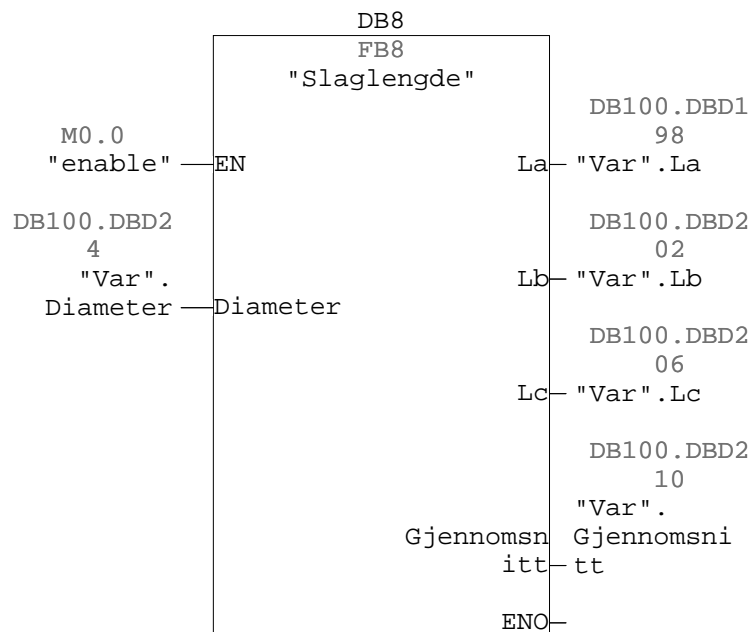 DB8
FB8
"Slaglengde"
DB100.DBD1
98
M0.0
"enable" EN La "Var".La
DB100.DBD2
4
DB100.DBD2
02
"Var".
Lb "Var".Lb
Diameter Diameter
DB100.DBD2
06
Lc "Var".Lc
DB100.DBD2
10
"Var".
Gjennomsn Gjennomsni
itt tt
ENO